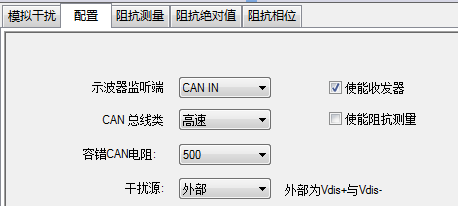 模拟干扰 配置 阻抗测量 阻抗绝对值 阻抗相位
示波器监听端 CAN IN 使能收发器
CAN 总线类 高速 使能阻抗测量
容错CAN电阻: 500
干扰源: 外部 外部为Vdis+与Vdis-